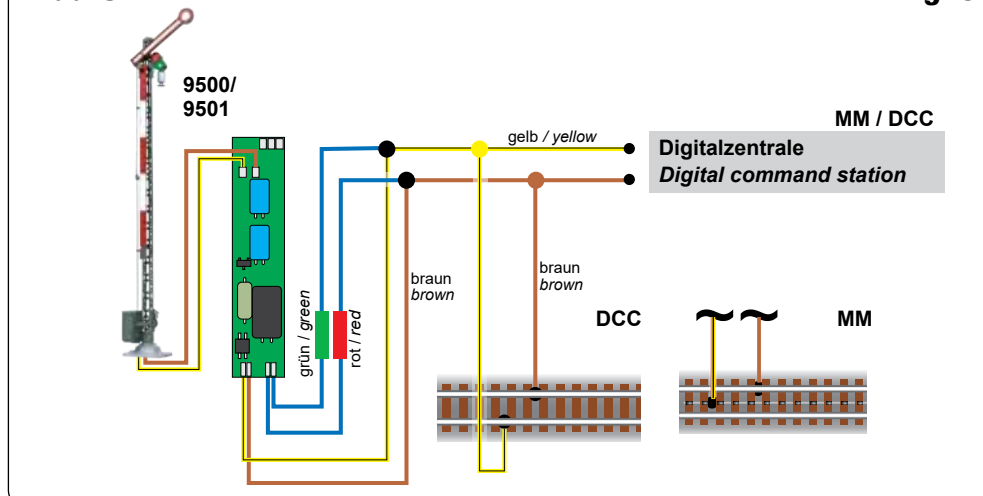 9500/
9501
MM / DCC
gelb / yellow
Digitalzentrale
Digital command station
braun
brown
braun
brown
grün / green
rot / red
DCC
MM